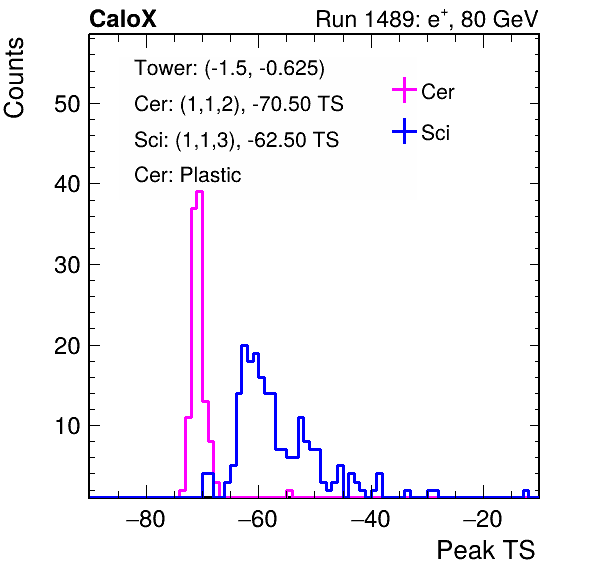 CaloX Run 1489: e⁺, 80 GeV
Counts
Tower: (-1.5, -0.625)
Cer: (1,1,2), -70.50 TS
Sci: (1,1,3), -62.50 TS
Cer: Plastic
Cer
Sci
50
40
30
20
10
−80 −60 −40 −20
Peak TS